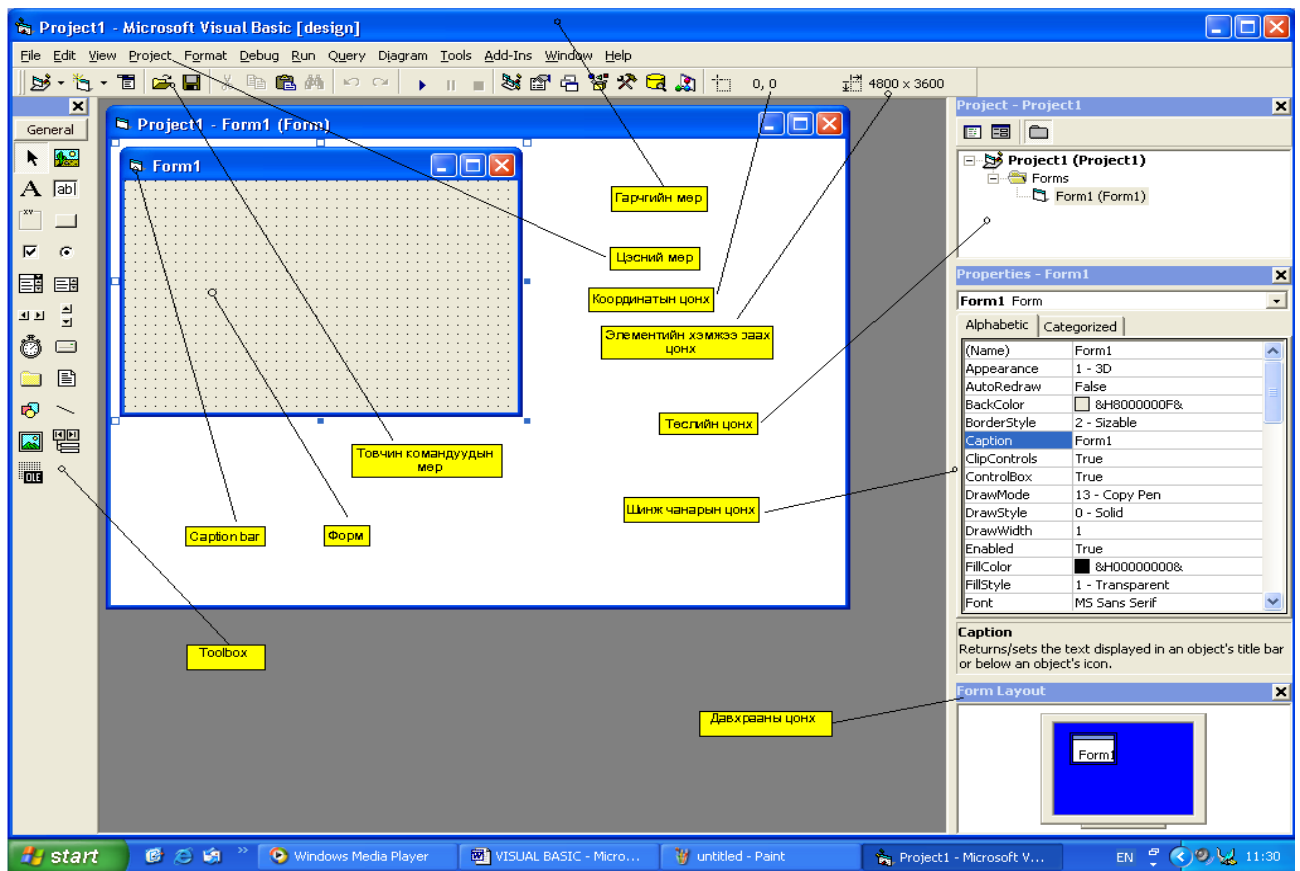 Project1 - Microsoft Visual Basic [design]
File Edit View Project Format Debug Run Query Diagram Tools Add-Ins Window Help
0, 0
4800 x 3600
General
A
ab|
xv
OLE
Project1 - Form1 (Form)
Form1
Гарчгийн мөр
Цэсний мөр
Координатын цонх
Элементийн хэмжээ заах
цонх
Төслийн цонх
Товчин командуудын
мөр
Шинж чанарын цонх
Caption bar
Форм
Toolbox
Давхрааны цонх
Project - Project1
Project1 (Project1)
Forms
Form1 (Form1)
Properties - Form1
Form1 Form
Alphabetic Categorized
(Name) Form1
Appearance 1 - 3D
AutoRedraw False
BackColor &H8000000F&
BorderStyle 2 - Sizable
Caption Form1
ClipControls True
ControlBox True
DrawMode 13 - Copy Pen
DrawStyle 0 - Solid
DrawWidth 1
Enabled True
FillColor &H00000000&
FillStyle 1 - Transparent
Font MS Sans Serif
Caption
Returns/sets the text displayed in an object's title bar
or below an object's icon.
Form Layout
Form1
start
Windows Media Player
VISUAL BASIC - Micro...
untitled - Paint
Project1 - Microsoft V...
EN
11:30